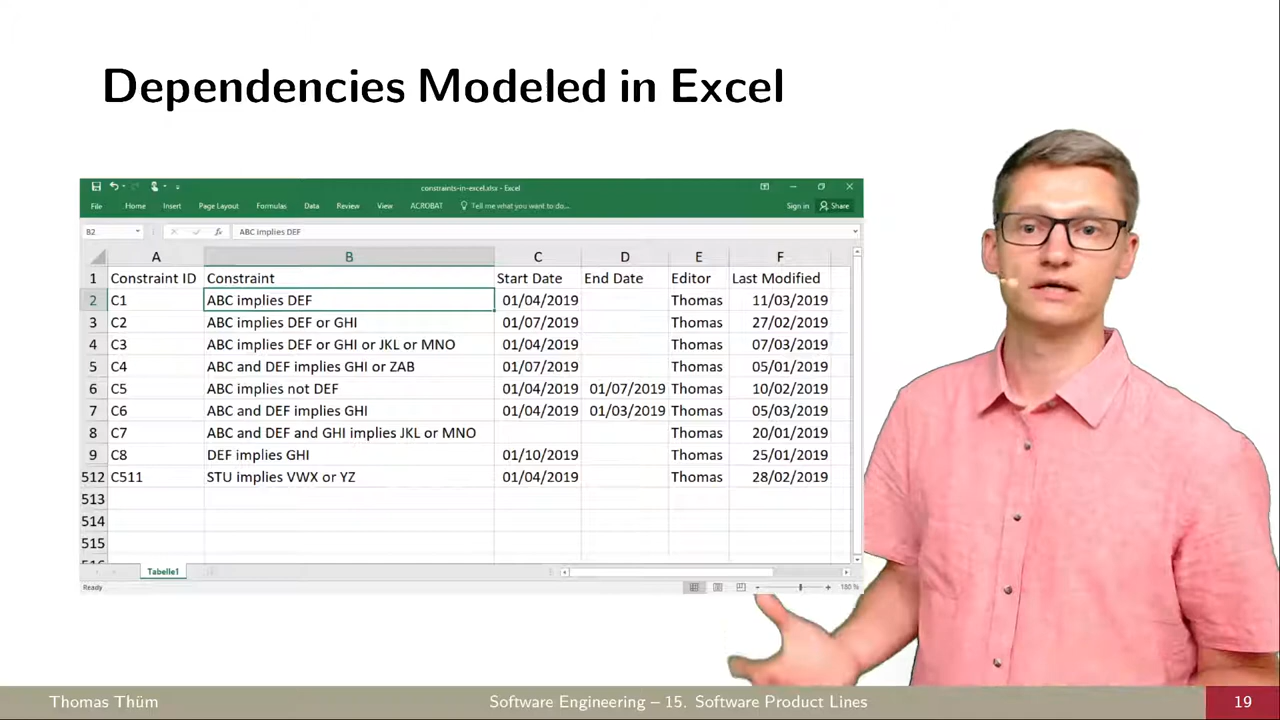 Dependencies Modeled in Excel
constraints-in-excel.xlsx - Excel
File Home Insert Page Layout Formulas Data Review View ACROBAT Tell me what you want to do... Sign in Share
B2 fx ABC implies DEF
A B C D E F
1 Constraint ID Constraint Start Date End Date Editor Last Modified
2 C1 ABC implies DEF 01/04/2019 Thomas 11/03/2019
3 C2 ABC implies DEF or GHI 01/07/2019 Thomas 27/02/2019
4 C3 ABC implies DEF or GHI or JKL or MNO 01/04/2019 Thomas 07/03/2019
5 C4 ABC and DEF implies GHI or ZAB 01/07/2019 Thomas 05/01/2019
6 C5 ABC implies not DEF 01/04/2019 01/07/2019 Thomas 10/02/2019
7 C6 ABC and DEF implies GHI 01/04/2019 01/03/2019 Thomas 05/03/2019
8 C7 ABC and DEF and GHI implies JKL or MNO Thomas 20/01/2019
9 C8 DEF implies GHI 01/10/2019 Thomas 25/01/2019
512 C511 STU implies VWX or YZ 01/04/2019 Thomas 28/02/2019
513
514
515
Tabelle1
Ready 180 %
Thomas Thüm Software Engineering – 15. Software Product Lines 19